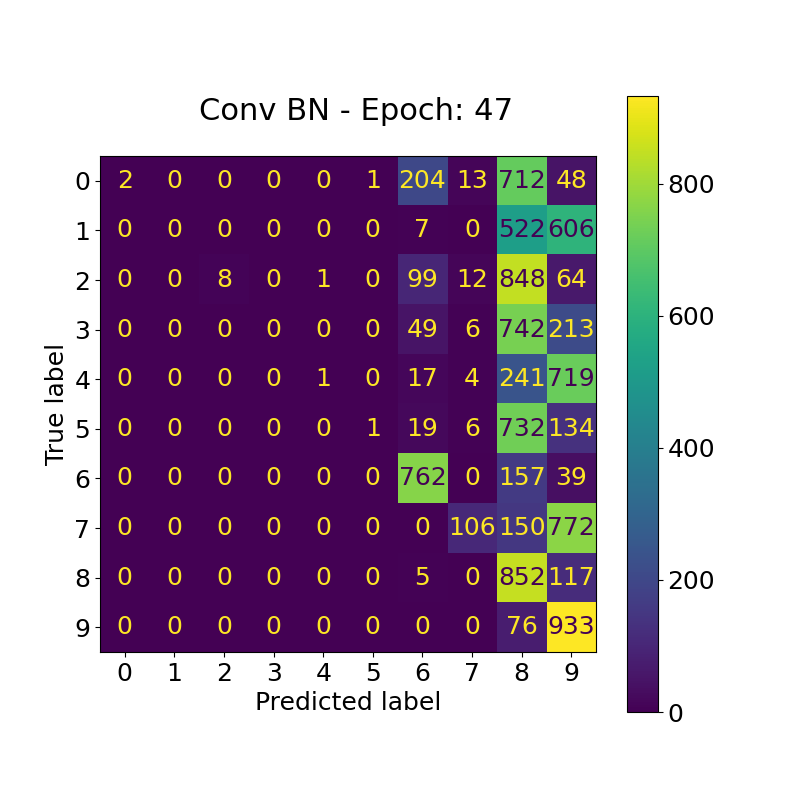 Conv BN - Epoch: 47
0 2 0 0 0 0 1 204 13 712 48
1 0 0 0 0 0 0 7 0 522 606
2 0 0 8 0 1 0 99 12 848 64
3 0 0 0 0 0 0 49 6 742 213
4 0 0 0 0 1 0 17 4 241 719
5 0 0 0 0 0 1 19 6 732 134
6 0 0 0 0 0 0 762 0 157 39
7 0 0 0 0 0 0 0 106 150 772
8 0 0 0 0 0 0 5 0 852 117
9 0 0 0 0 0 0 0 0 76 933
0 1 2 3 4 5 6 7 8 9
Predicted label
True label
800
600
400
200
0